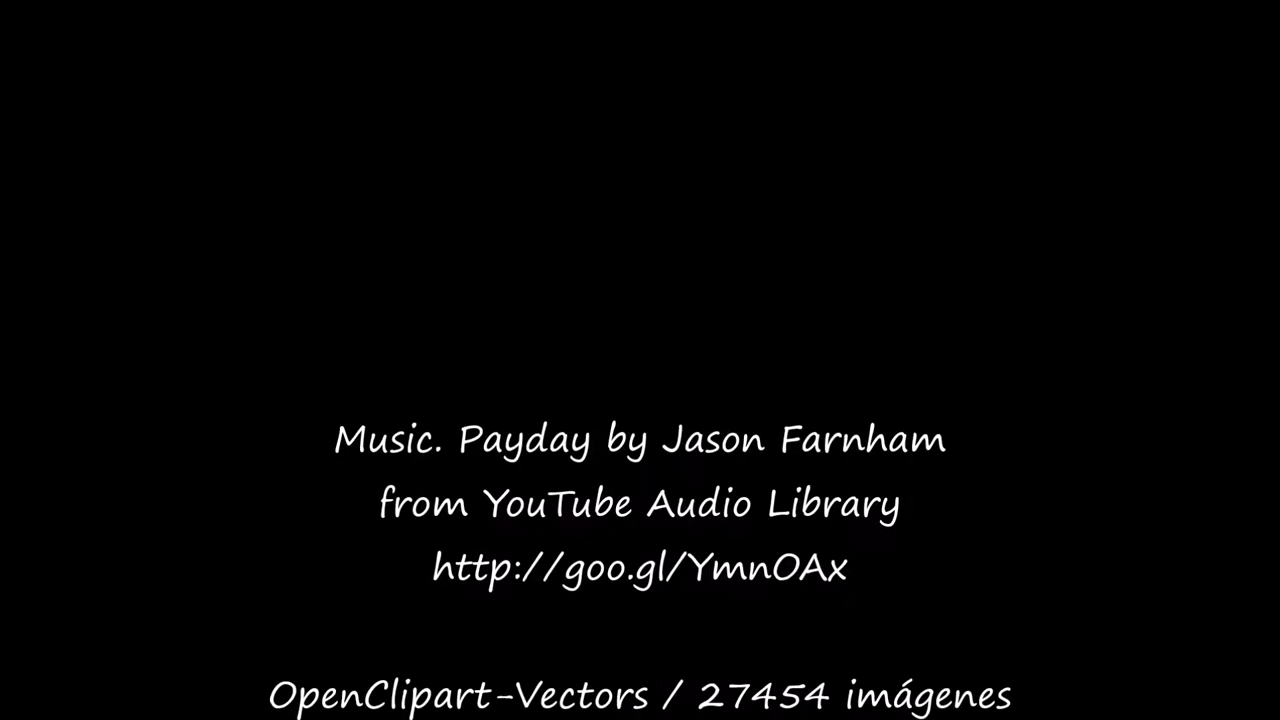 Music. Payday by Jason Farnham
from YouTube Audio Library
http://goo.gl/YmnOAx
OpenClipart-Vectors / 27454 imágenes